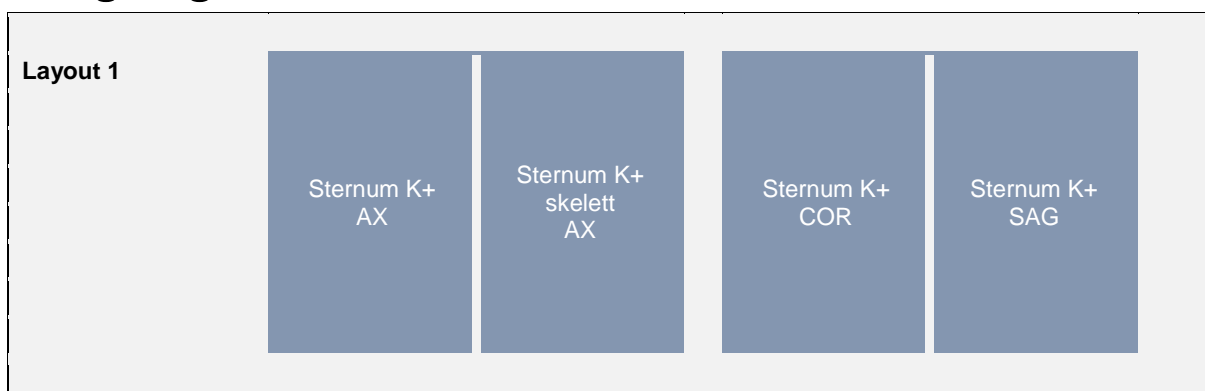 Layout 1
Sternum K+
AX
Sternum K+
skelett
AX
Sternum K+
COR
Sternum K+
SAG